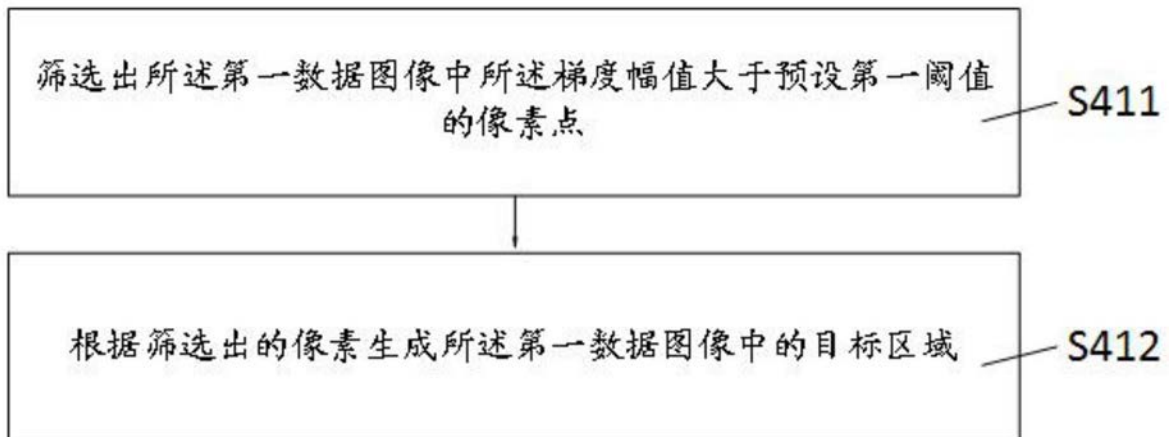 筛选出所述第一数据图像中所述梯度幅值大于预设第一阈值
的像素点
S411
根据筛选出的像素生成所述第一数据图像中的目标区域
S412